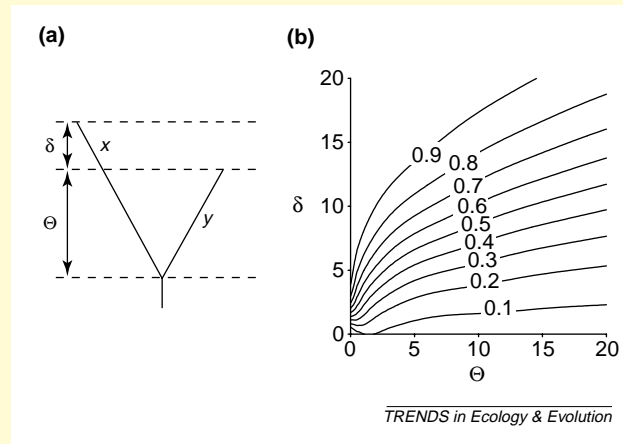 (a)
δ
x
Θ
y
(b)
20
15
δ
10
5
0
0.9
0.8
0.7
0.6
0.5
0.4
0.3
0.2
0.1
0 5 10 15 20
Θ
TRENDS in Ecology & Evolution